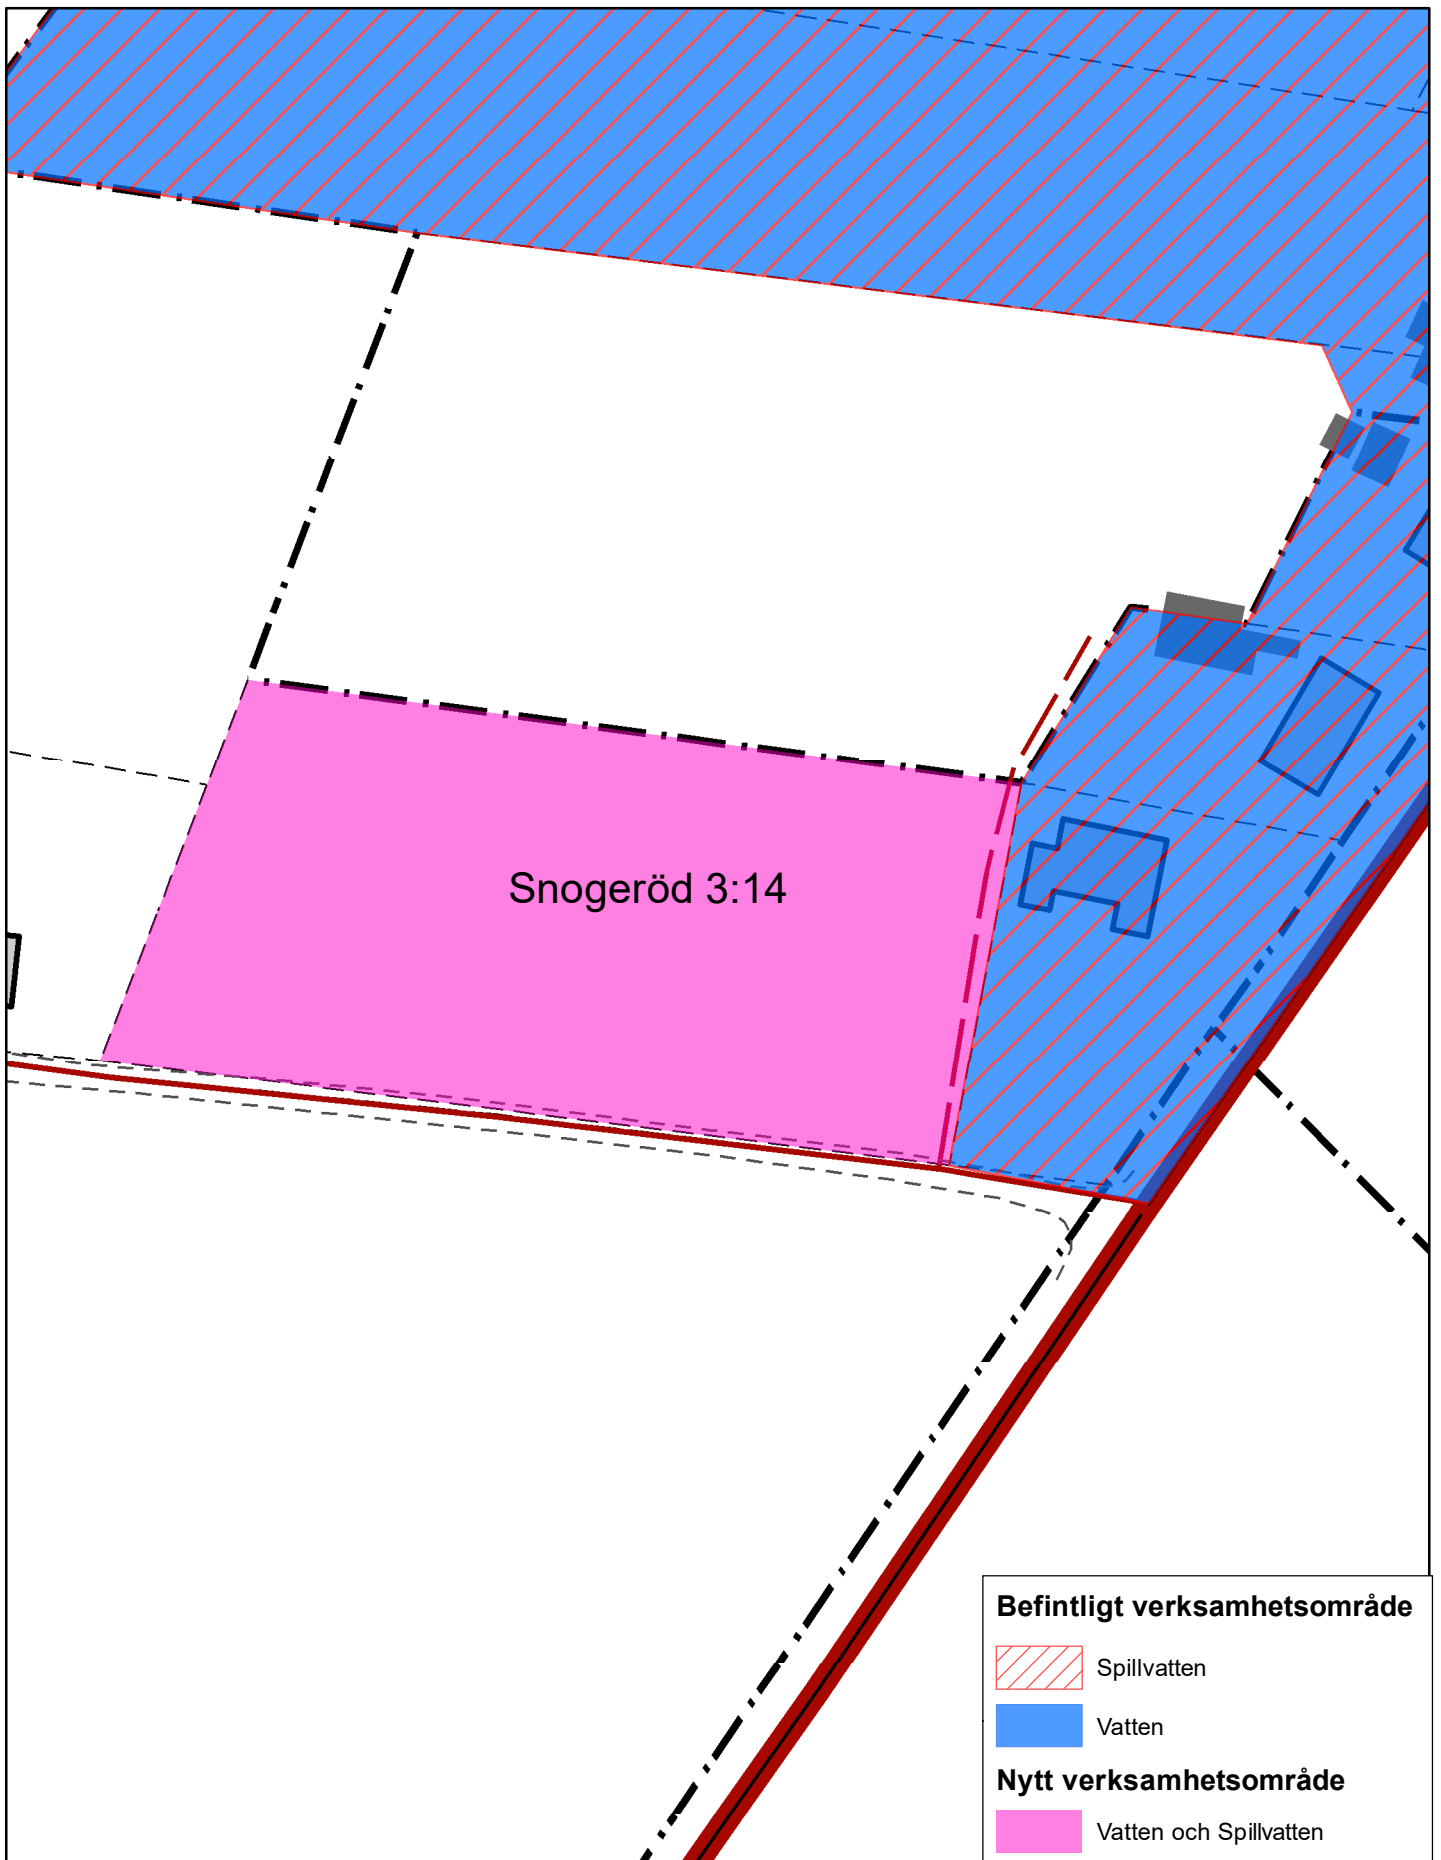 Snogeröd 3:14
Befintligt verksamhetsområde
Spillvatten
Vatten
Nytt verksamhetsområde
Vatten och Spillvatten